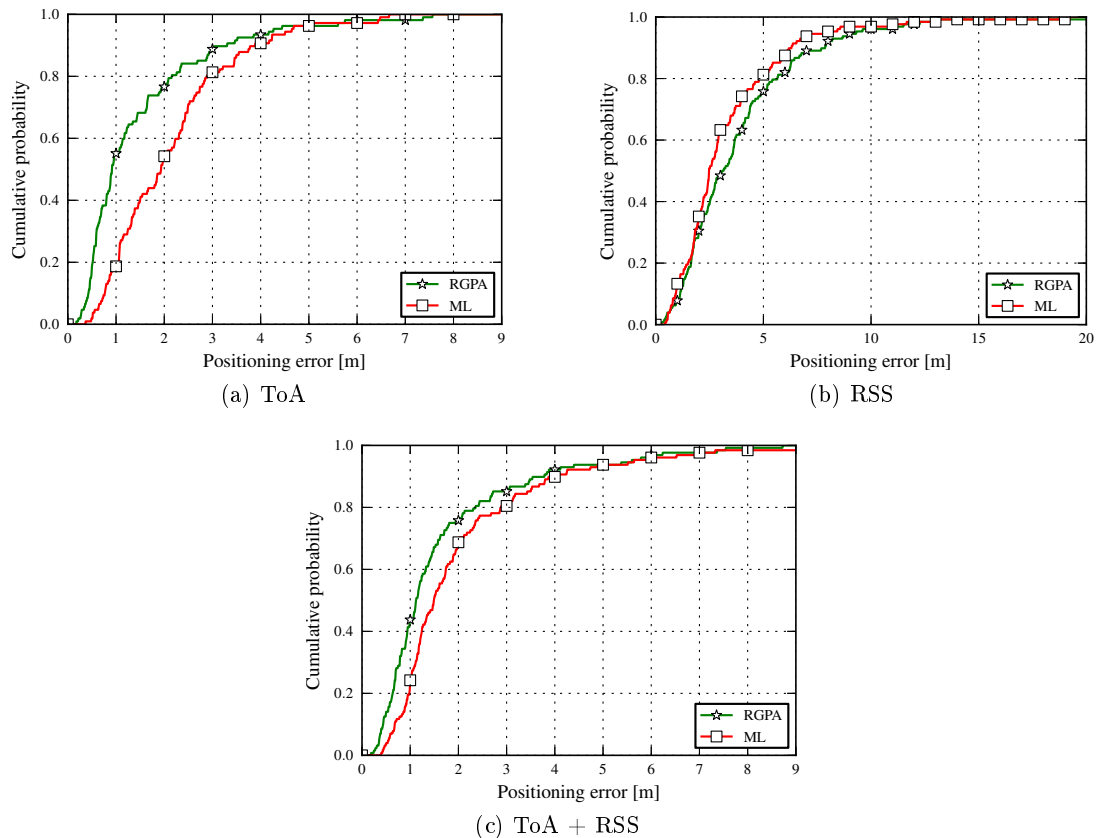 1.0
0.8
0.6
0.4
0.2
0.0
Cumulative probability
0 1 2 3 4 5 6 7 8 9
Positioning error [m]
RGPA
ML
(a) ToA
1.0
0.8
0.6
0.4
0.2
0.0
Cumulative probability
0 5 10 15 20
Positioning error [m]
RGPA
ML
(b) RSS
1.0
0.8
0.6
0.4
0.2
0.0
Cumulative probability
0 1 2 3 4 5 6 7 8 9
Positioning error [m]
RGPA
ML
(c) ToA + RSS